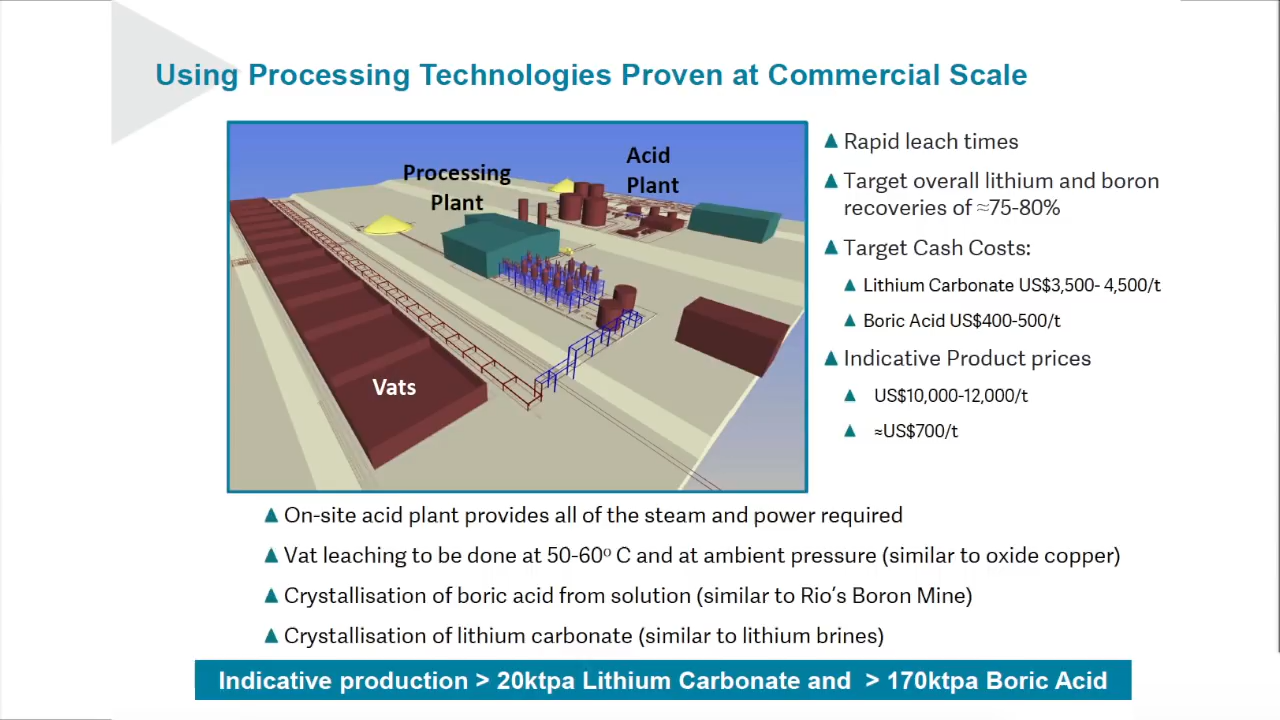 Using Processing Technologies Proven at Commercial Scale
Processing
Plant
Acid
Plant
Vats
Rapid leach times
Target overall lithium and boron
recoveries of ≈75-80%
Target Cash Costs:
Lithium Carbonate US$3,500- 4,500/t
Boric Acid US$400-500/t
Indicative Product prices
US$10,000-12,000/t
≈US$700/t
On-site acid plant provides all of the steam and power required
Vat leaching to be done at 50-60º C and at ambient pressure (similar to oxide copper)
Crystallisation of boric acid from solution (similar to Rio's Boron Mine)
Crystallisation of lithium carbonate (similar to lithium brines)
Indicative production > 20ktpa Lithium Carbonate and > 170ktpa Boric Acid